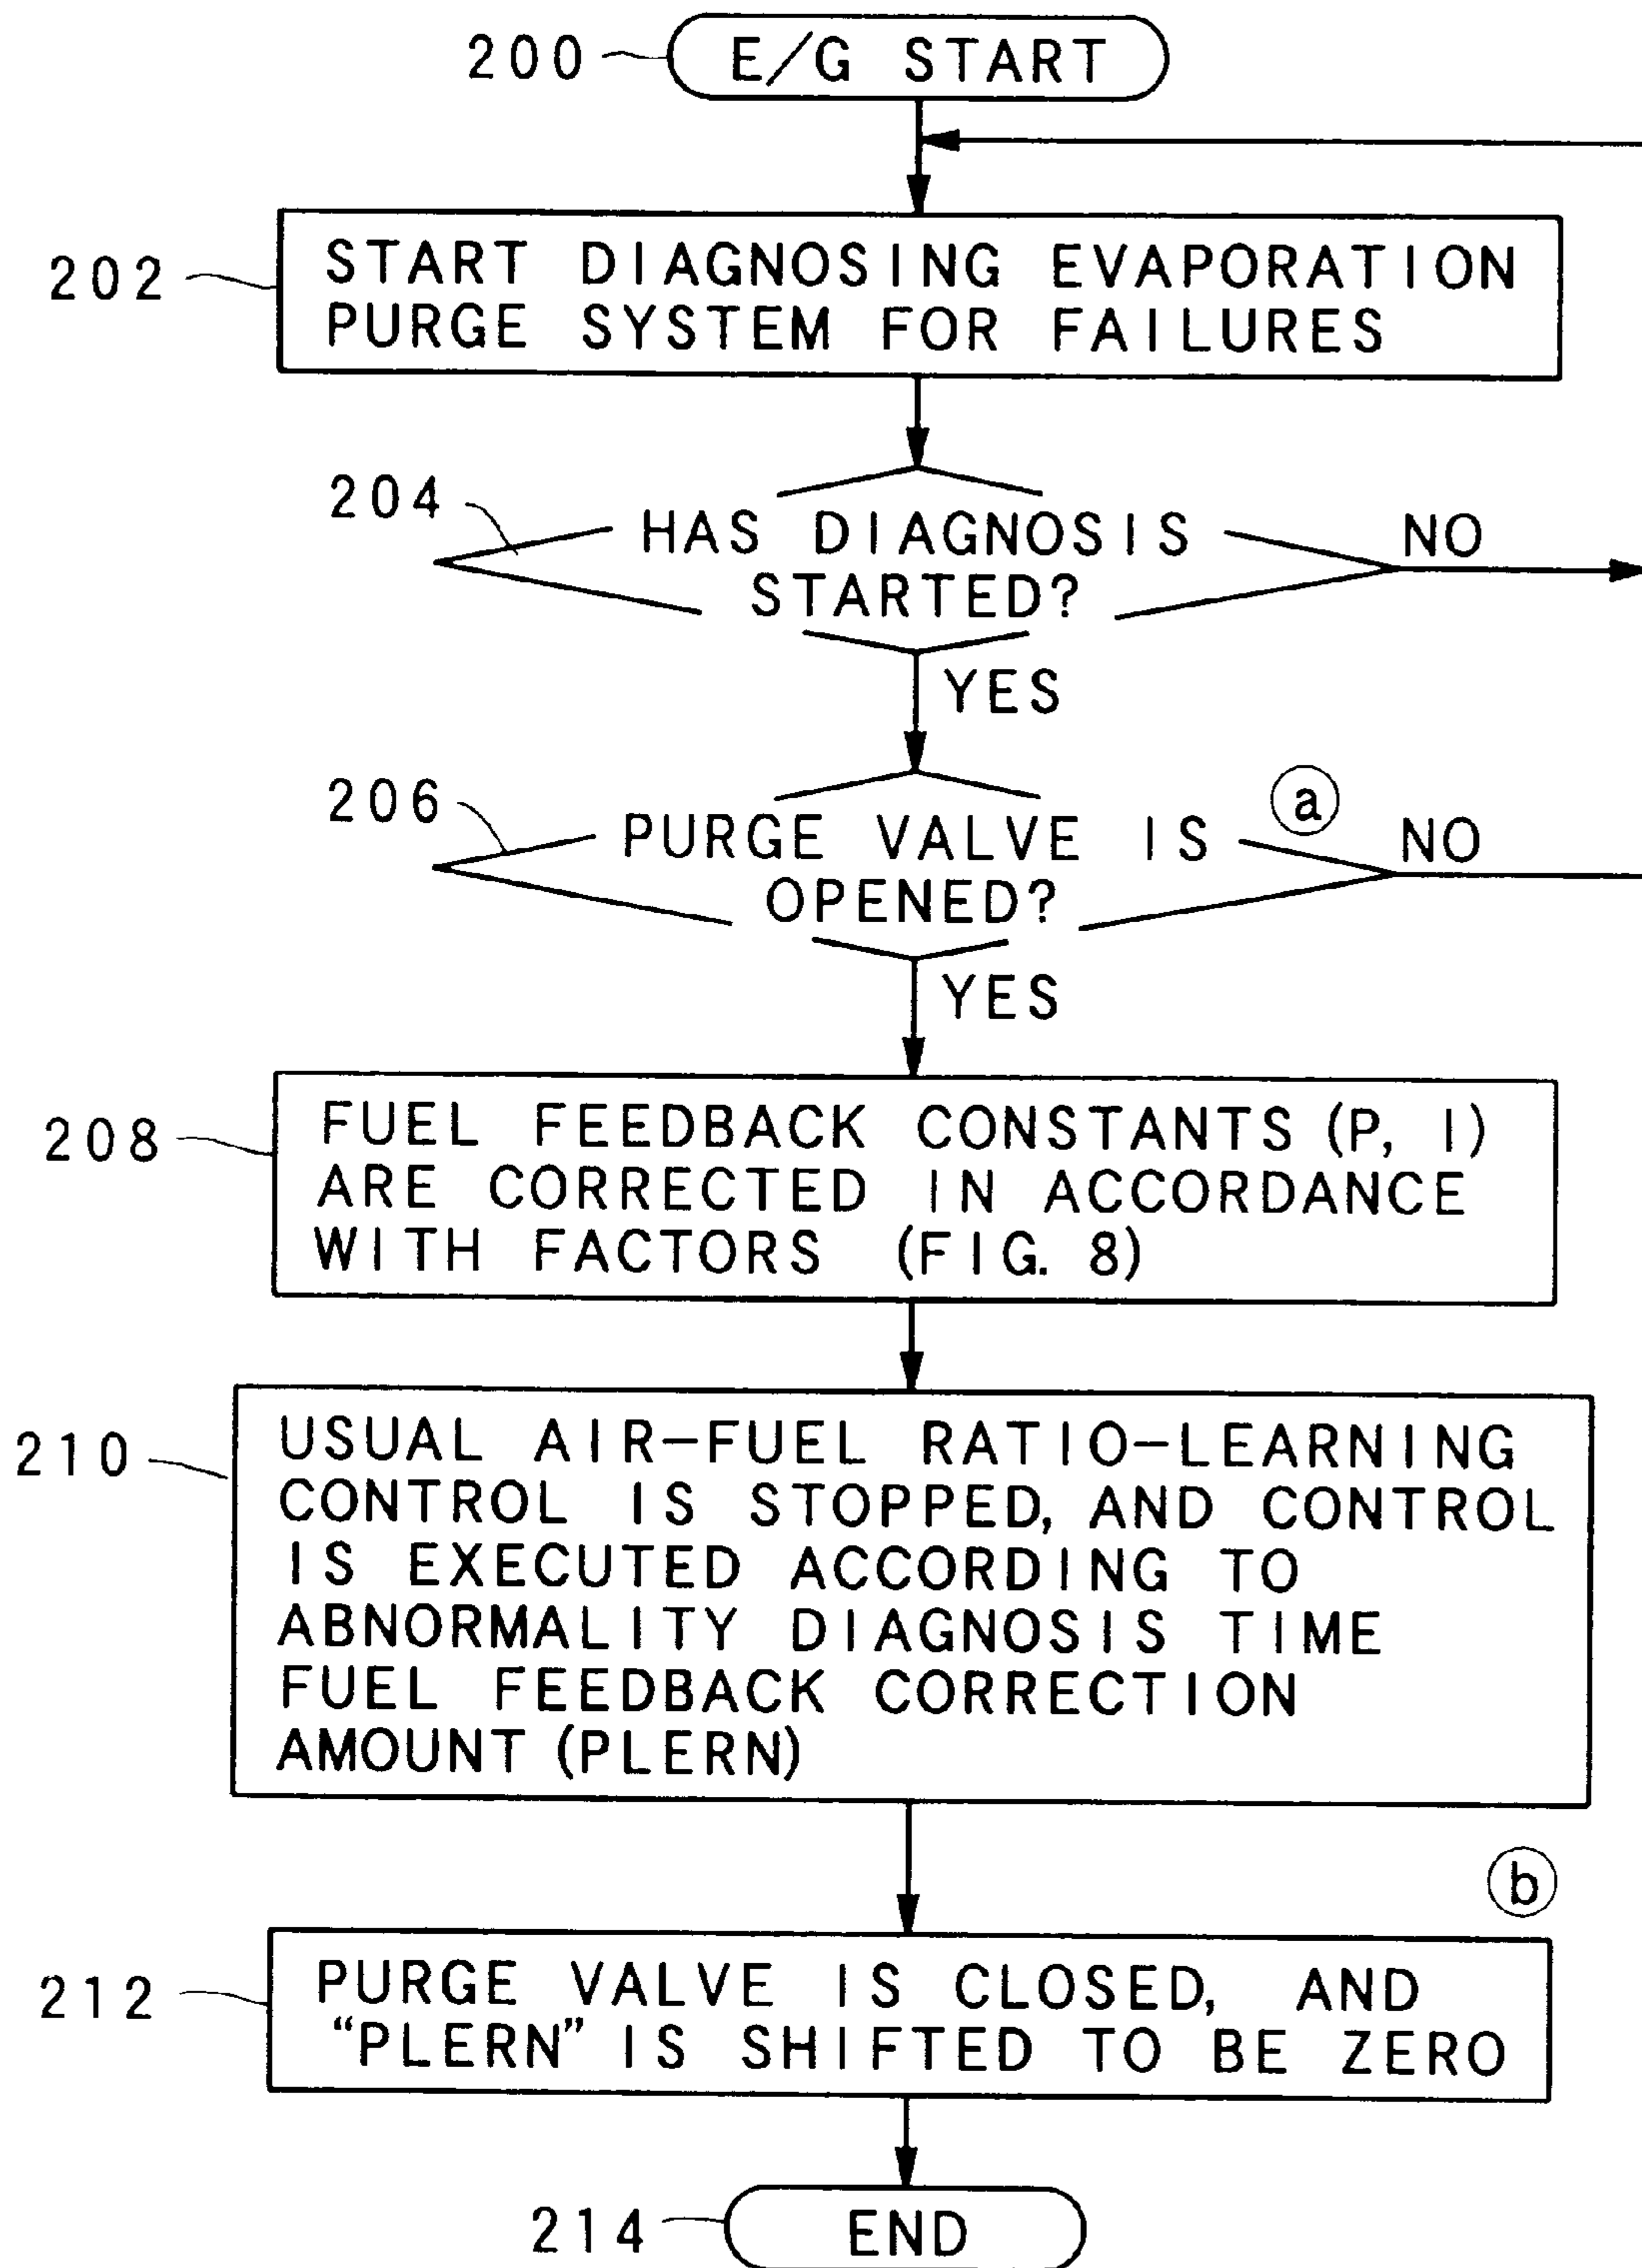 200
E/G START
202
START DIAGNOSING EVAPORATION
PURGE SYSTEM FOR FAILURES
204
HAS DIAGNOSIS
STARTED?
NO
YES
206
PURGE VALVE IS
OPENED?
a
NO
YES
208
FUEL FEEDBACK CONSTANTS (P, I)
ARE CORRECTED IN ACCORDANCE
WITH FACTORS (FIG. 8)
210
USUAL AIR-FUEL RATIO-LEARNING
CONTROL IS STOPPED, AND CONTROL
IS EXECUTED ACCORDING TO
ABNORMALITY DIAGNOSIS TIME
FUEL FEEDBACK CORRECTION
AMOUNT (PLERN)
b
212
PURGE VALVE IS CLOSED, AND
“PLERN” IS SHIFTED TO BE ZERO
214
END